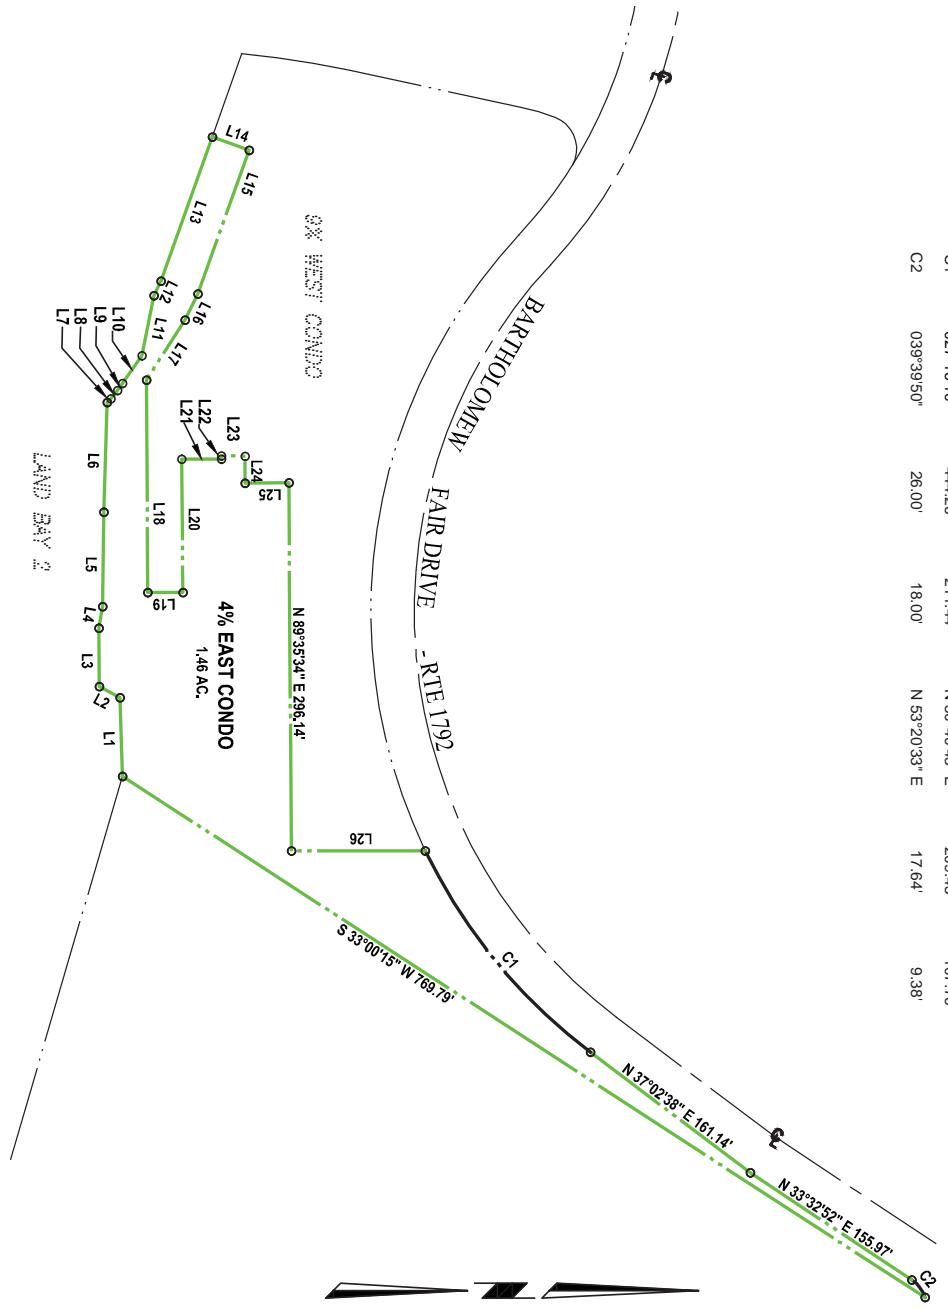 C2 039°39'50" 26.00' 18.00' N 53°20'33" E 17.64' 9.38'
BARTHOLOMEW FAIR DRIVE - RTE 1792
LAND BAY 2
4% EAST CONDO
1.46 AC.
N 89°35'34" E 296.14'
S 33°00'15" W 769.79'
N 37°02'38" E 161.14'
N 33°32'52" E 155.97'
C1
C2
L1
L2
L3
L4
L5
L6
L7
L8
L9
L10
L11
L12
L13
L14
L15
L16
L17
L18
L19
L20
L21
L22
L23
L24
L25
L26
WEST CONDO
N